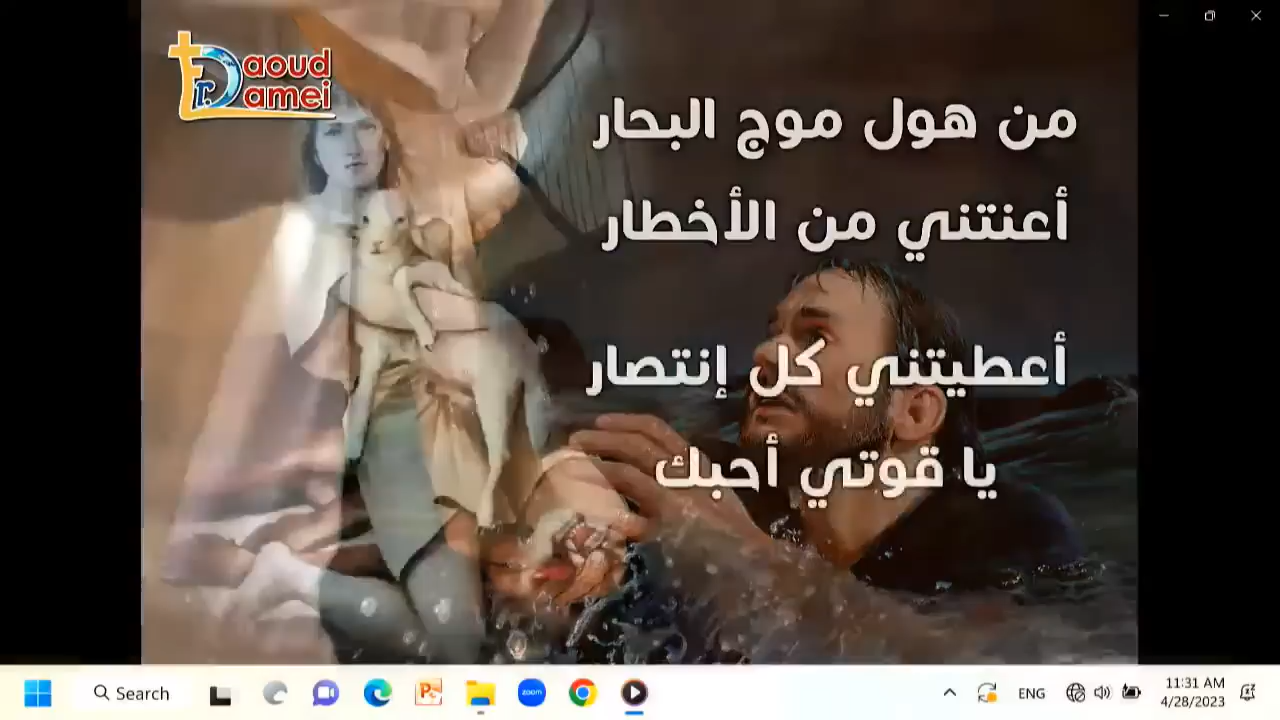 Fr. Daoud
Lamei
من هول موج البحار
أعنتني من الأخطار
أعطيتني كل إنتصار
يا قوتي أحبك
Search
zoom
ENG
11:31 AM
4/28/2023